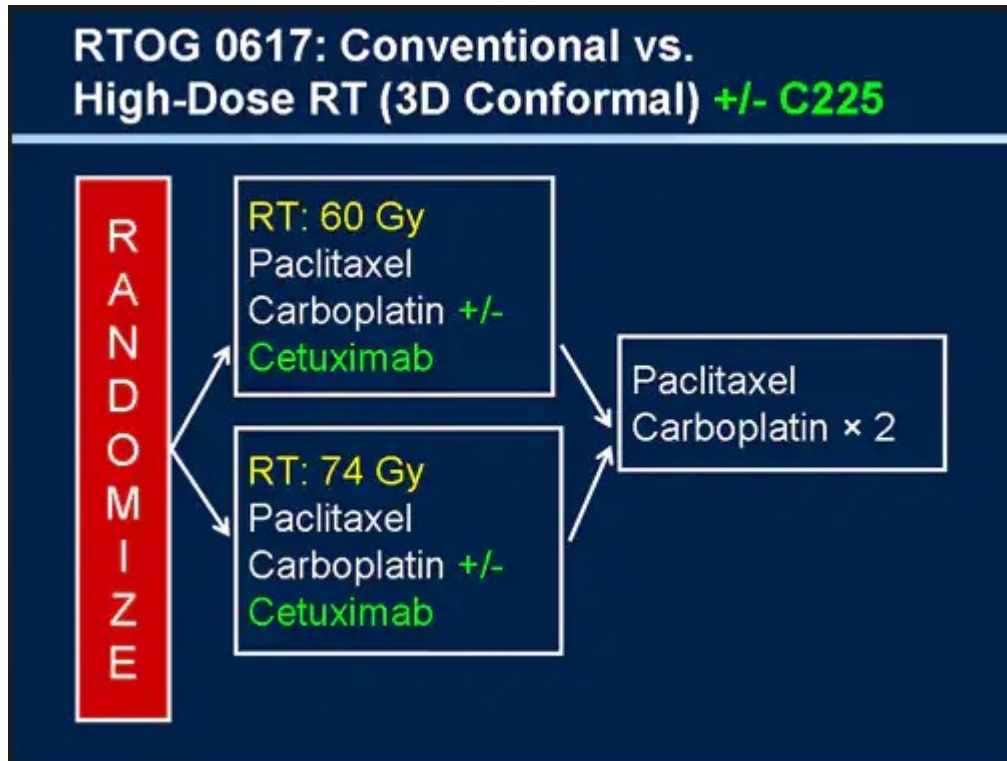 RTOG 0617: Conventional vs.
High-Dose RT (3D Conformal) +/- C225
RANDOMIZE
RT: 60 Gy
Paclitaxel
Carboplatin +/-
Cetuximab
RT: 74 Gy
Paclitaxel
Carboplatin +/-
Cetuximab
Paclitaxel
Carboplatin × 2